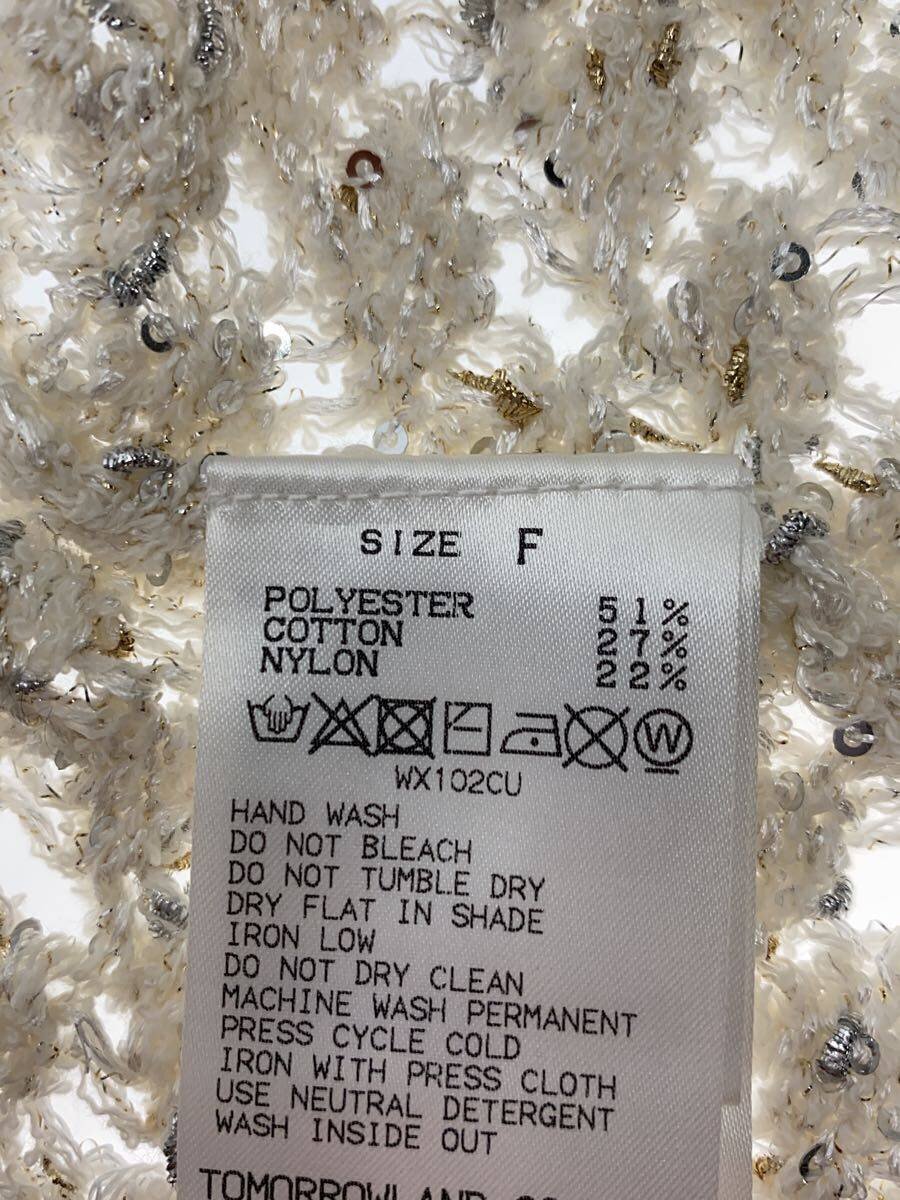 SIZE F
POLYESTER 51%
COTTON 27%
NYLON 22%
W
WX102CU
HAND WASH
DO NOT BLEACH
DO NOT TUMBLE DRY
DRY FLAT IN SHADE
IRON LOW
DO NOT DRY CLEAN
MACHINE WASH PERMANENT
PRESS CYCLE COLD
IRON WITH PRESS CLOTH
USE NEUTRAL DETERGENT
WASH INSIDE OUT
TOMORROWLAND